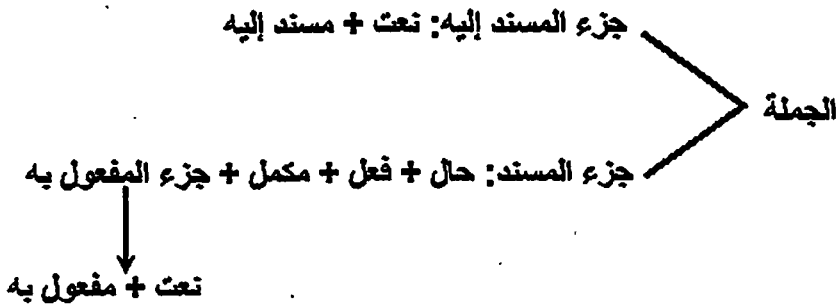 جزء المسند إليه: نعت + مسند إليه
الجملة
جزء المسند: حال + فعل + مكمل + جزء المفعول به
نعت + مفعول به